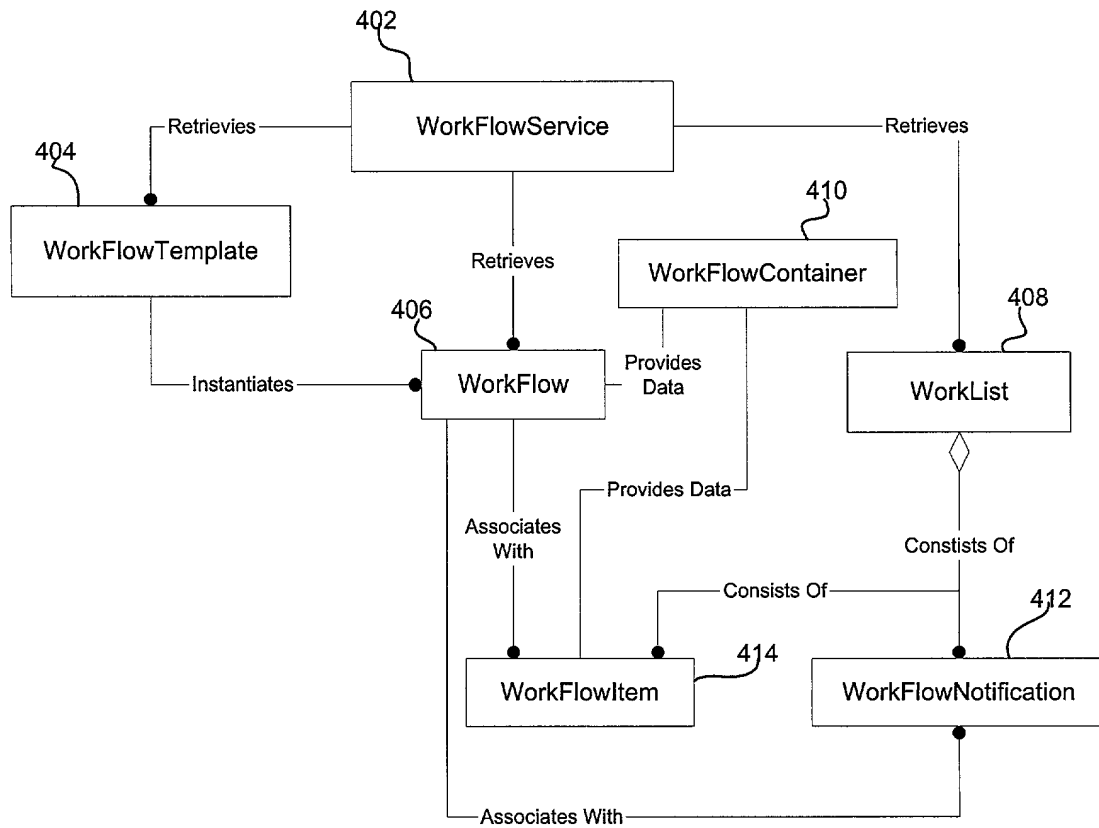 402
WorkFlowService
Retrievies
Retrieves
404
WorkFlowTemplate
410
WorkFlowContainer
Retrieves
406
WorkFlow
408
WorkList
Instantiates
Provides
Data
Provides Data
Associates
With
Constists Of
Consists Of
412
414
WorkFlowItem
WorkFlowNotification
Associates With